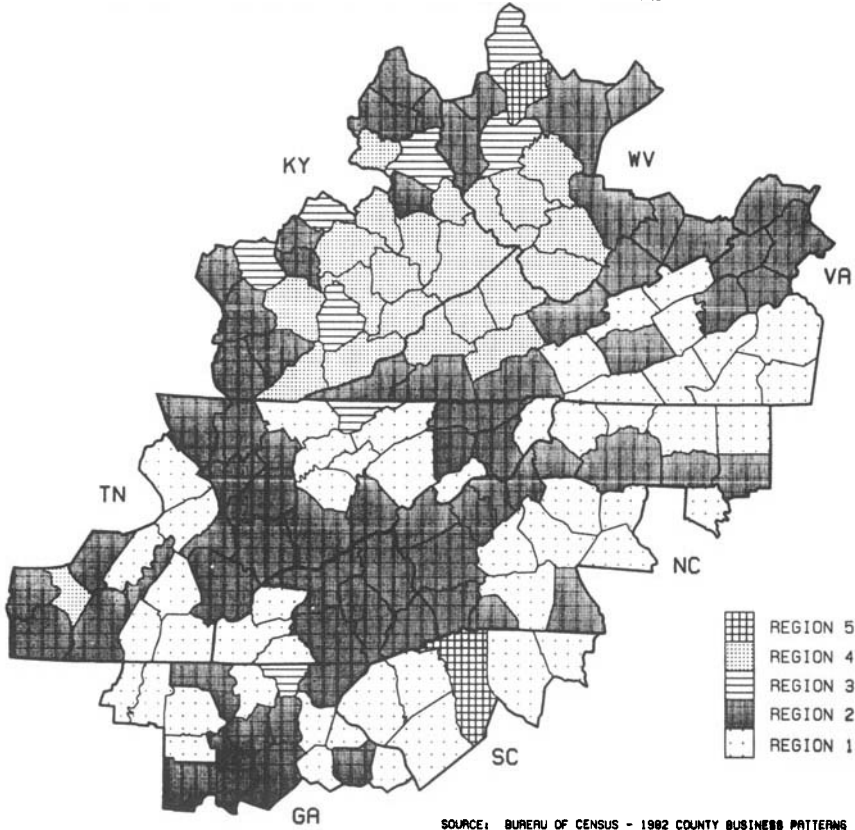 KY
WV
VA
TN
NC
SC
GA
REGION 5
REGION 4
REGION 3
REGION 2
REGION 1
SOURCE: BUREAU OF CENSUS - 1982 COUNTY BUSINESS PATTERNS